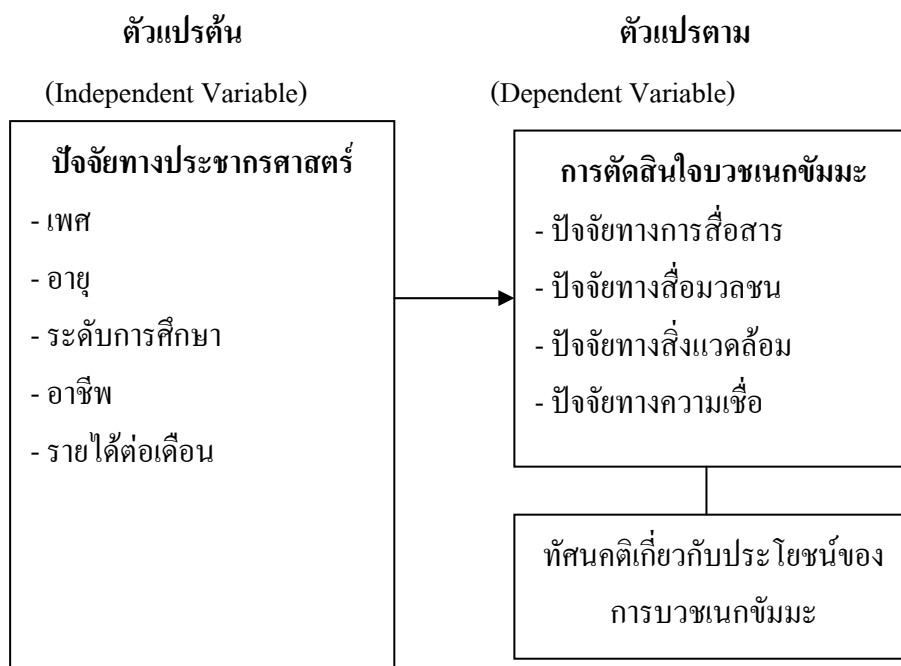 ตัวแปรต้น
(Independent Variable)
ปัจจัยทางประชากรศาสตร์
- เพศ
- อายุ
- ระดับการศึกษา
- อาชีพ
- รายได้ต่อเดือน
ตัวแปรตาม
(Dependent Variable)
การตัดสินใจบวชเนกขัมมะ
- ปัจจัยทางการสื่อสาร
- ปัจจัยทางสื่อมวลชน
- ปัจจัยทางสิ่งแวดล้อม
- ปัจจัยทางความเชื่อ
ทัศนคติเกี่ยวกับประโยชน์ของ
การบวชเนกขัมมะ